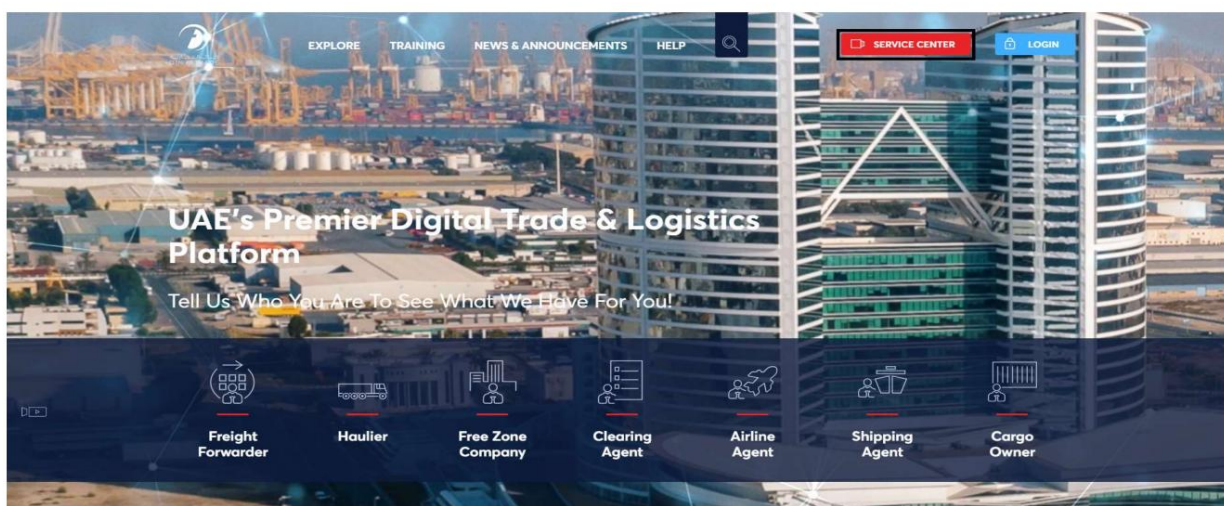 EXPLORE TRAINING NEWS & ANNOUNCEMENTS HELP SERVICE CENTER LOGIN
UAE's Premier Digital Trade & Logistics
Platform
Tell Us Who You Are To See What We Have For You!
Freight
Forwarder
Haulier
Free Zone
Company
Clearing
Agent
Airline
Agent
Shipping
Agent
Cargo
Owner